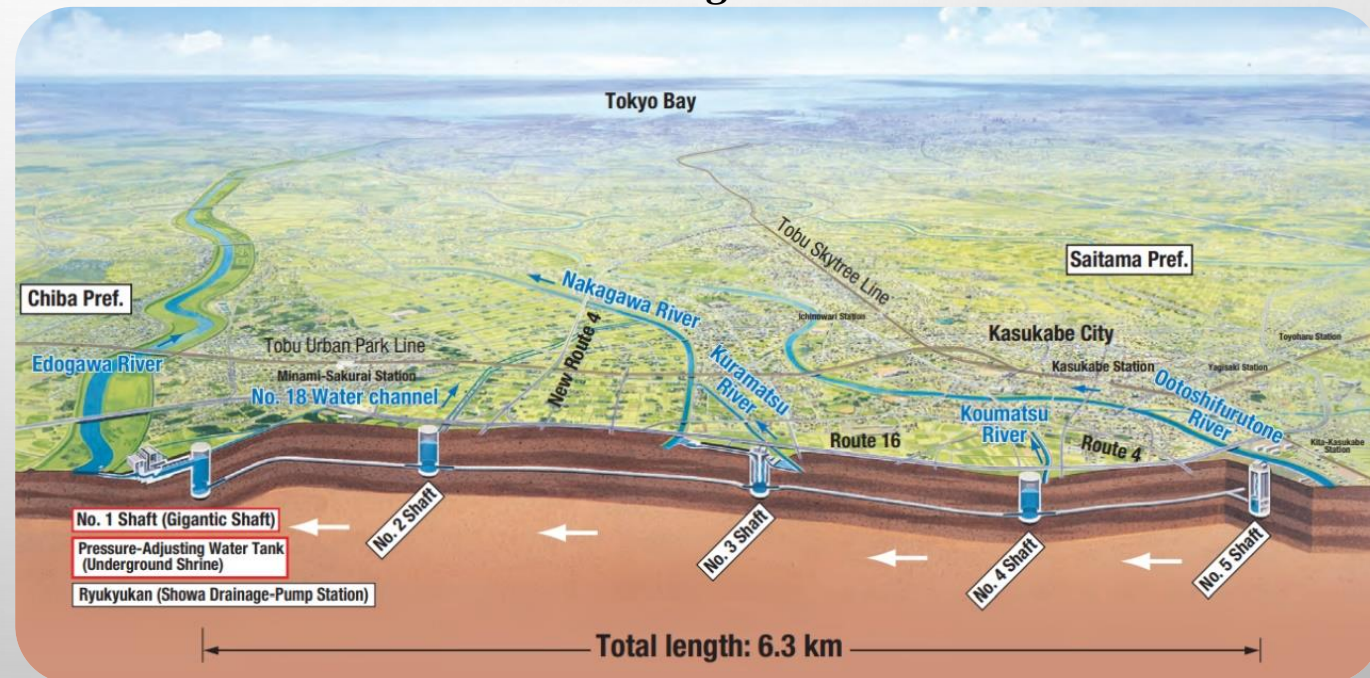 Tokyo Bay
Tobu Skytree Line
Saitama Pref.
Chiba Pref.
Nakagawa River
Ichinowari Station
Kasukabe City
Toyoharu Station
Edogawa River
Tobu Urban Park Line
New Route 4
Kasukabe Station
Yagisaki Station
Minami-Sakurai Station
No. 18 Water channel
Kuramatsu
River
Koumatsu
River
Ootoshifurutone
River
Route 16
Route 4
Kita-Kasukabe
Station
No. 1 Shaft (Gigantic Shaft)
Pressure-Adjusting Water Tank
(Underground Shrine)
Ryukyukan (Showa Drainage-Pump Station)
No. 2 Shaft
No. 3 Shaft
No. 4 Shaft
No. 5 Shaft
Total length: 6.3 km